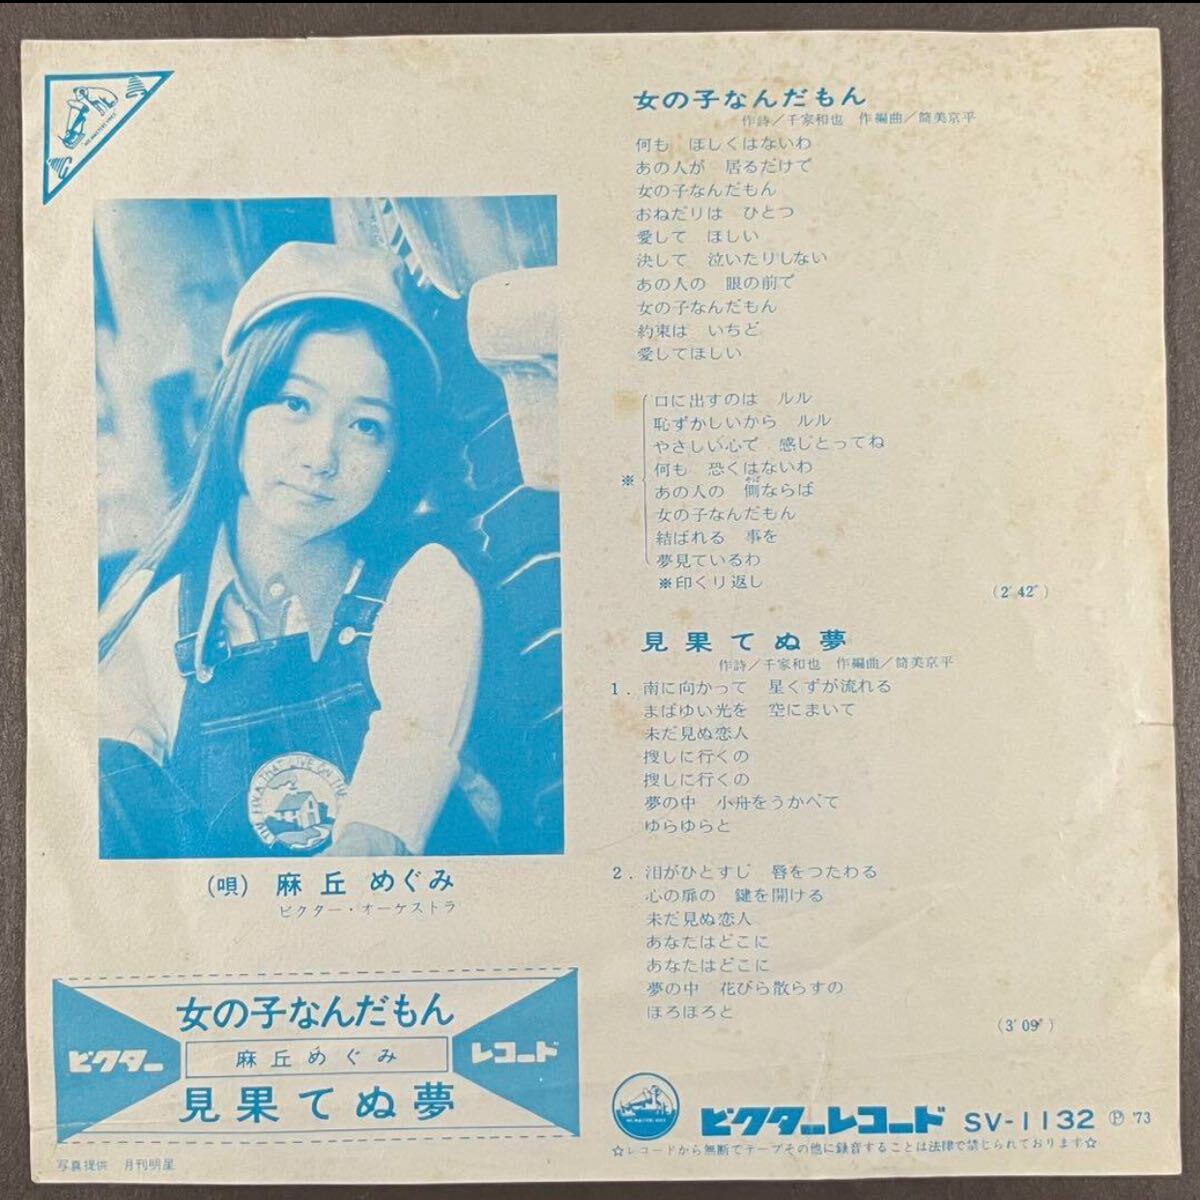 女の子なんだもん
作詩／千家和也 作編曲／筒美京平
何も ほしくはないわ
あの人が 居るだけで
女の子なんだもん
おねだりは ひとつ
愛して ほしい
決して 泣いたりしない
あの人の 眼の前で
女の子なんだもん
約束は いちど
愛してほしい
※
口に出すのは ルル
恥ずかしいから ルル
やさしい心で 感じとってね
何も 恐くはないわ
そば
あの人の 側ならば
女の子なんだもん
結ばれる 事を
夢見ているわ
※印くり返し
(2′42″)
見果てぬ夢
作詩／千家和也 作編曲／筒美京平
1. 南に向かって 星くずが流れる
まばゆい光を 空にまいて
未だ見ぬ恋人
捜しに行くの
捜しに行くの
夢の中 小舟をうかべて
ゆらゆらと
2. 泪がひとすじ 唇をつたわる
心の扉の 鍵を開ける
未だ見ぬ恋人
あなたはどこに
あなたはどこに
夢の中 花びら散らすの
ほろほろと
(3′09″)
(唄) 麻丘めぐみ
ビクター・オーケストラ
女の子なんだもん
ビクター
麻丘めぐみ
レコード
見果てぬ夢
写真提供 月刊明星
ビクターレコード SV-1132 Ⓟ '73
☆レコードから無断でテープその他に録音することは法律で禁じられております☆